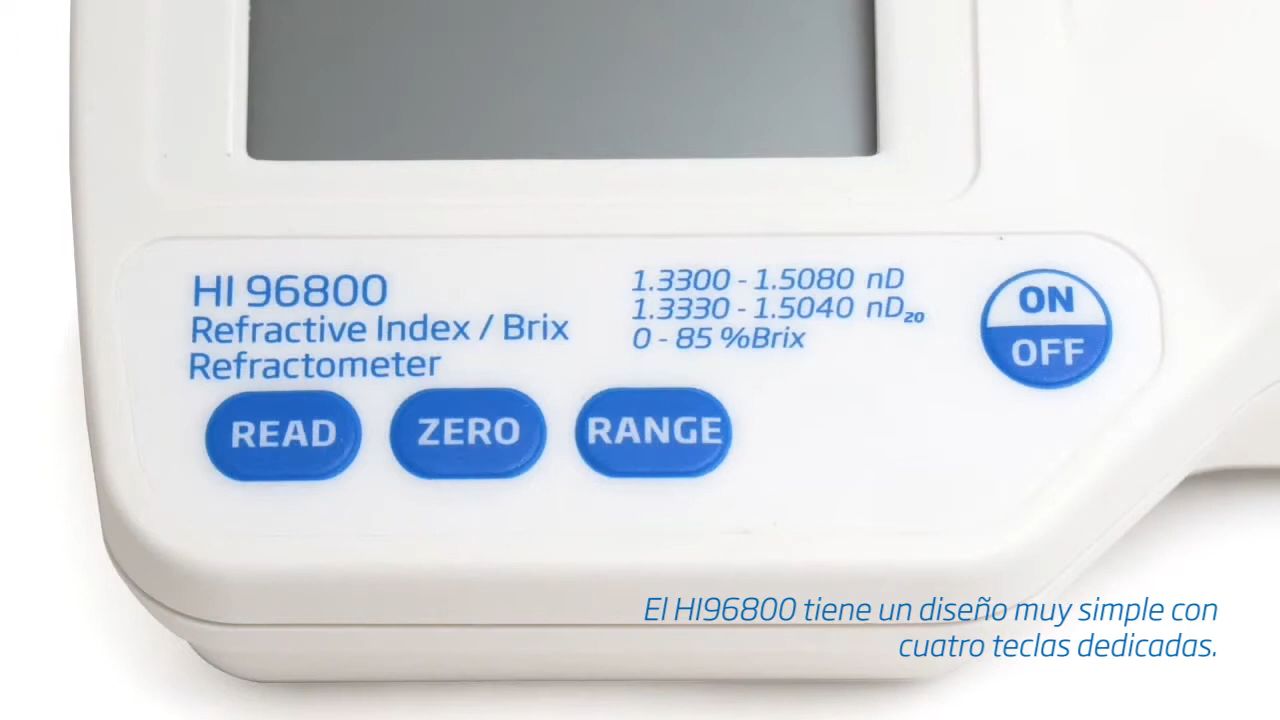 HI 96800
Refractive Index / Brix
Refractometer
1.3300 - 1.5080 nD
1.3330 - 1.5040 nD₂₀
0 - 85 %Brix
ON
OFF
READ
ZERO
RANGE
El HI96800 tiene un diseño muy simple con
cuatro teclas dedicadas.